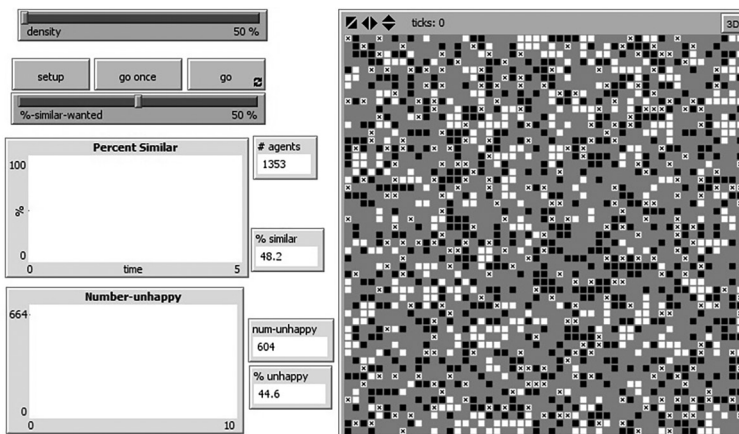 density 50 %
ticks: 0
3D
setup
go once
go
%-similar-wanted 50 %
Percent Similar
100
%
0
0 time 5
# agents
1353
% similar
48.2
Number-unhappy
664
0
0 10
num-unhappy
604
% unhappy
44.6